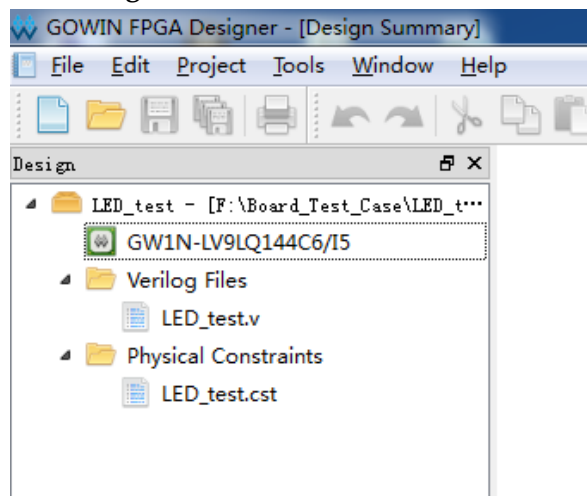 GOWIN FPGA Designer - [Design Summary]
File Edit Project Tools Window Help
Design
LED_test - [F:\Board_Test_Case\LED_t...
GW1N-LV9LQ144C6/I5
Verilog Files
LED_test.v
Physical Constraints
LED_test.cst